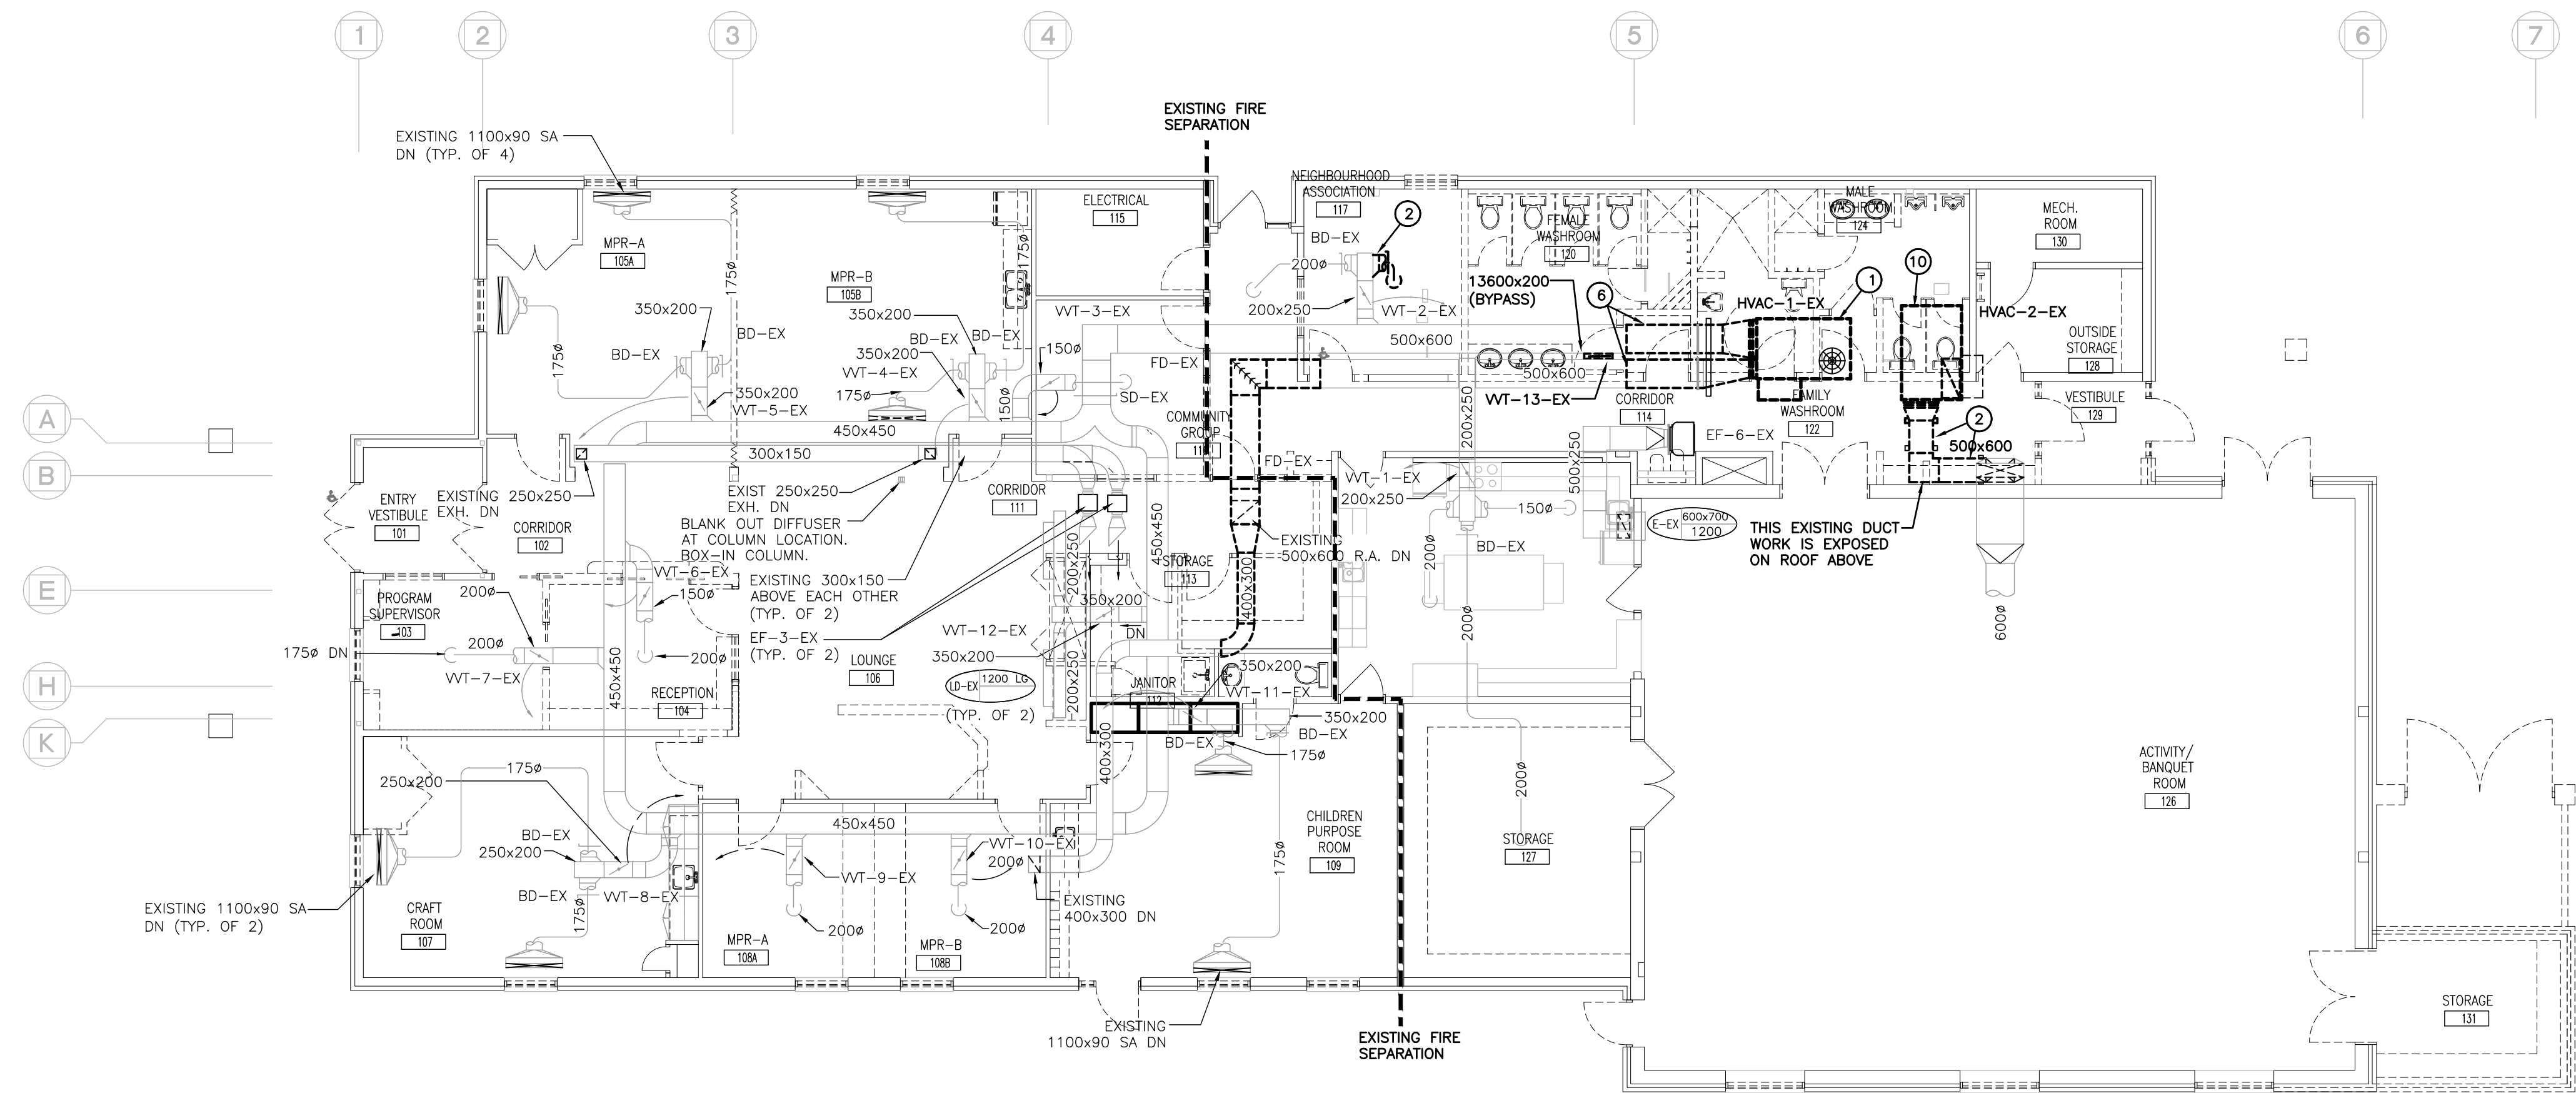 1
2
3
4
5
6
7
A
B
E
H
K
EXISTING FIRE
SEPARATION
EXISTING 1100x90 SA
DN (TYP. OF 4)
MPR-A
105A
MPR-B
105B
ELECTRICAL
115
NEIGHBOURHOOD
ASSOCIATION
117
2
BD-EX
200ø
200x250
VVT-2-EX
FEMALE
WASHROOM
120
MALE
WASHROOM
124
MECH.
ROOM
130
OUTSIDE
STORAGE
128
VESTIBULE
129
13600x200
(BYPASS)
6
HVAC-1-EX
1
10
HVAC-2-EX
175ø
175ø
175ø
350x200
BD-EX
BD-EX
350x200
VVT-5-EX
350x200
BD-EX
BD-EX
350x200
VVT-4-EX
175ø
150ø
150ø
VVT-3-EX
FD-EX
SD-EX
500x600
500x600
VVT-13-EX
CORRIDOR
114
FAMILY
WASHROOM
122
EF-6-EX
2
500x600
COMMUNITY
GROUP
FD-EX
VVT-1-EX
200x250
200x250
500x250
450x450
300x150
250x250
EXIST 250x250
EXH. DN
BLANK OUT DIFFUSER
AT COLUMN LOCATION.
BOX-IN COLUMN.
EXISTING
EXH. DN
ENTRY
VESTIBULE
101
CORRIDOR
102
CORRIDOR
111
EXISTING
500x600 R.A. DN
150ø
BD-EX
200ø
E-EX
600x700
1200
THIS EXISTING DUCT
WORK IS EXPOSED
ON ROOF ABOVE
600ø
VVT-6-EX
150ø
EXISTING 300x150
ABOVE EACH OTHER
(TYP. OF 2)
EF-3-EX
(TYP. OF 2)
200x250
450x450
STORAGE
113
400x300
350x200
DN
VVT-12-EX
350x200
PROGRAM
SUPERVISOR
103
200ø
200ø
175ø DN
VVT-7-EX
200ø
450x450
RECEPTION
104
LOUNGE
106
LD-EX
1200 LG
(TYP. OF 2)
200x250
JANITOR
112
350x200
VVT-11-EX
350x200
BD-EX
BD-EX
175ø
400x300
200ø
200ø
175ø
250x200
BD-EX
250x200
BD-EX
VVT-8-EX
175ø
450x450
VVT-10-EX
200ø
VVT-9-EX
EXISTING
400x300 DN
200ø
200ø
EXISTING 1100x90 SA
DN (TYP. OF 2)
CRAFT
ROOM
107
MPR-A
108A
MPR-B
108B
CHILDREN
PURPOSE
ROOM
109
175ø
STORAGE
127
ACTIVITY/
BANQUET
ROOM
126
STORAGE
131
EXISTING
1100x90 SA DN
EXISTING FIRE
SEPARATION